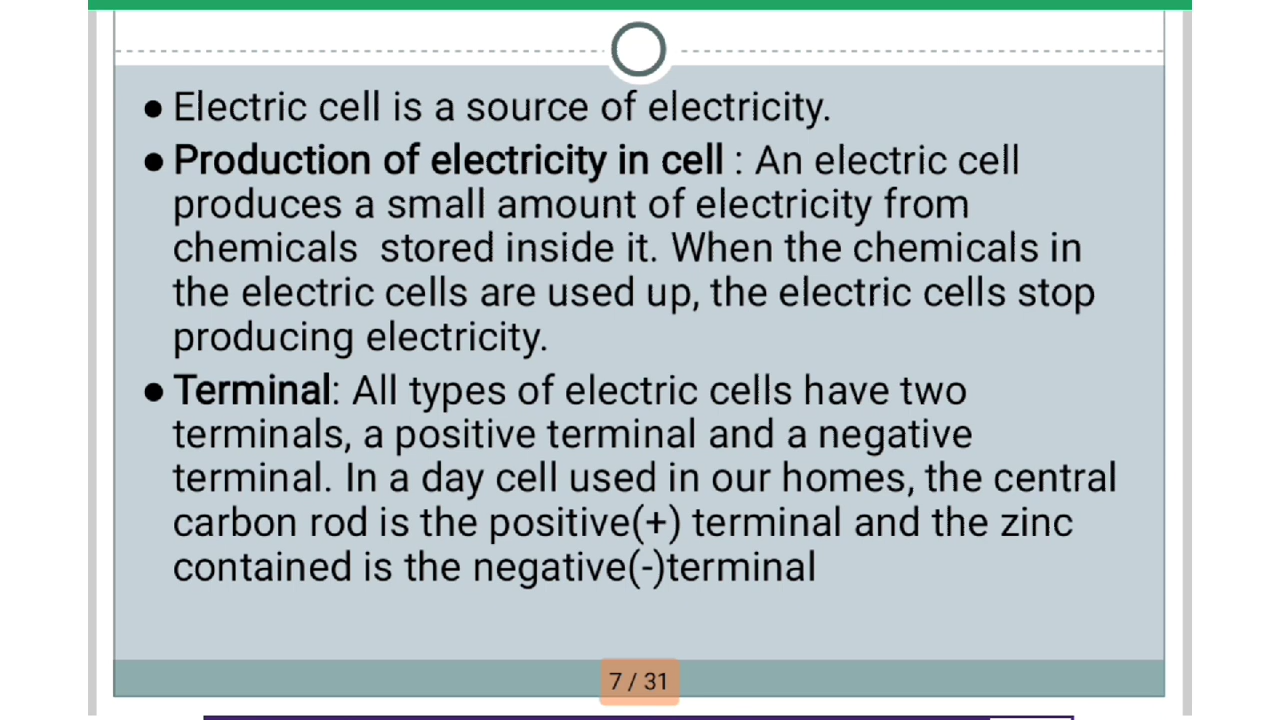 ● Electric cell is a source of electricity.
● Production of electricity in cell : An electric cell
produces a small amount of electricity from
chemicals stored inside it. When the chemicals in
the electric cells are used up, the electric cells stop
producing electricity.
● Terminal: All types of electric cells have two
terminals, a positive terminal and a negative
terminal. In a day cell used in our homes, the central
carbon rod is the positive(+) terminal and the zinc
contained is the negative(-)terminal
7 / 31